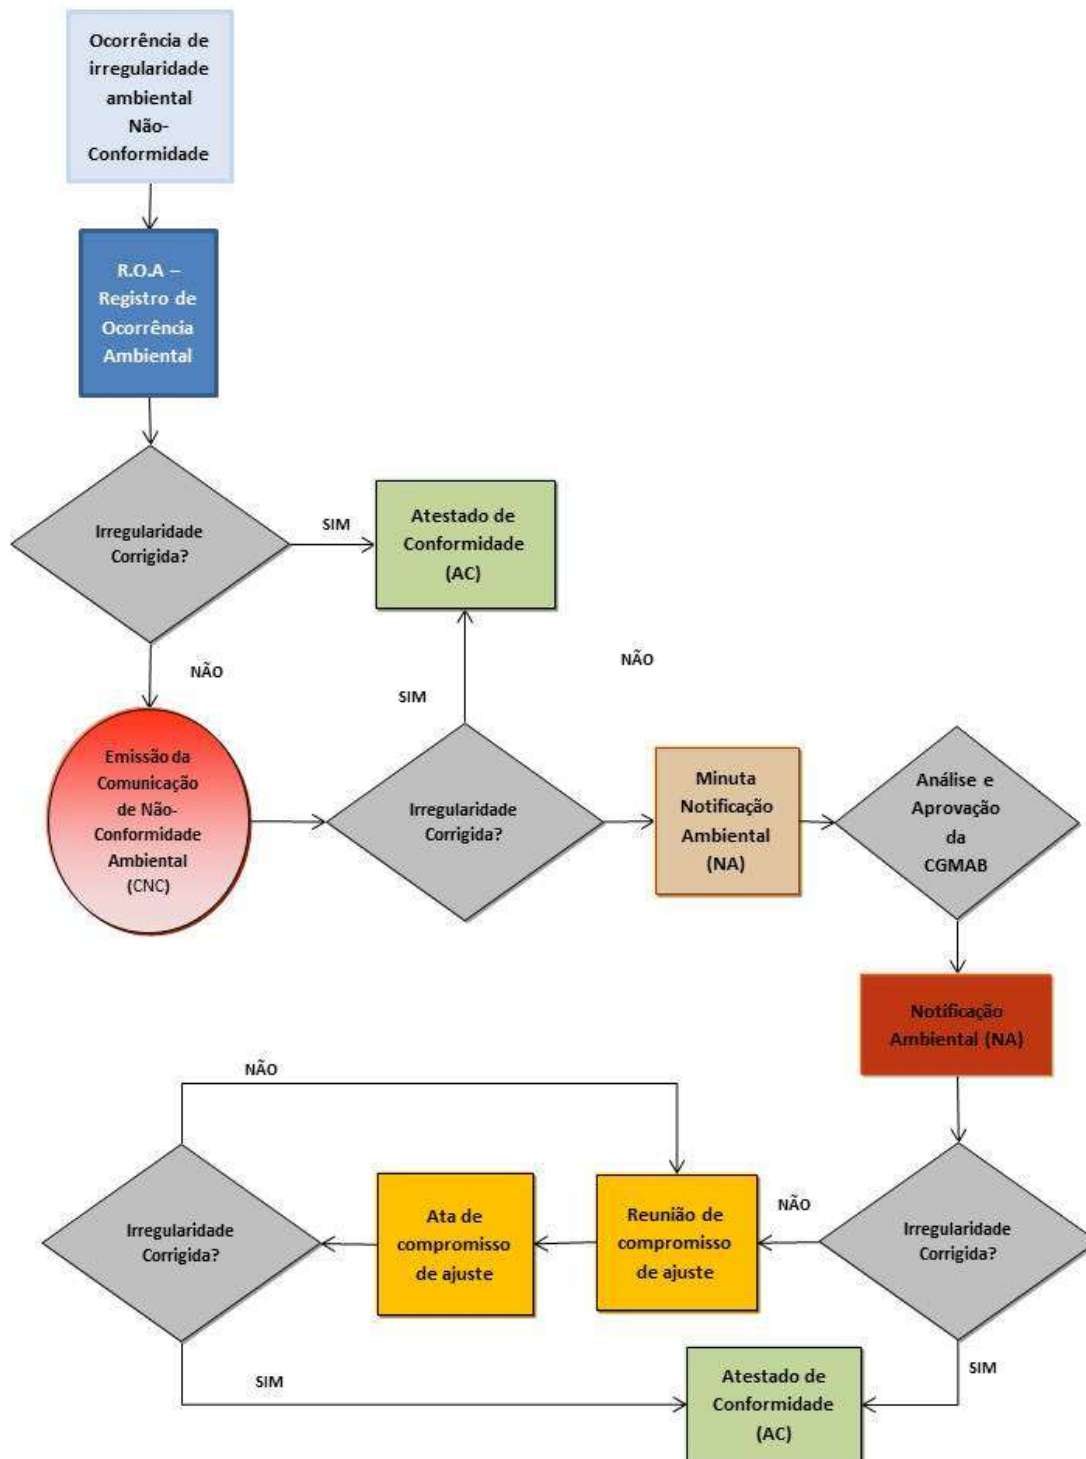 Ocorrência de
irregularidade
ambiental
Não-
Conformidade
R.O.A –
Registro de
Ocorrência
Ambiental
Irregularidade
Corrigida?
SIM
Atestado de
Conformidade
(AC)
NÃO
SIM
NÃO
Emissão da
Comunicação
de Não-
Conformidade
Ambiental
(CNC)
Irregularidade
Corrigida?
Minuta
Notificação
Ambiental
(NA)
Análise e
Aprovação
da
CGMAB
Notificação
Ambiental (NA)
Irregularidade
Corrigida?
NÃO
Reunião de
compromisso
de ajuste
Ata de
compromisso
de ajuste
Irregularidade
Corrigida?
NÃO
SIM
SIM
Atestado de
Conformidade
(AC)